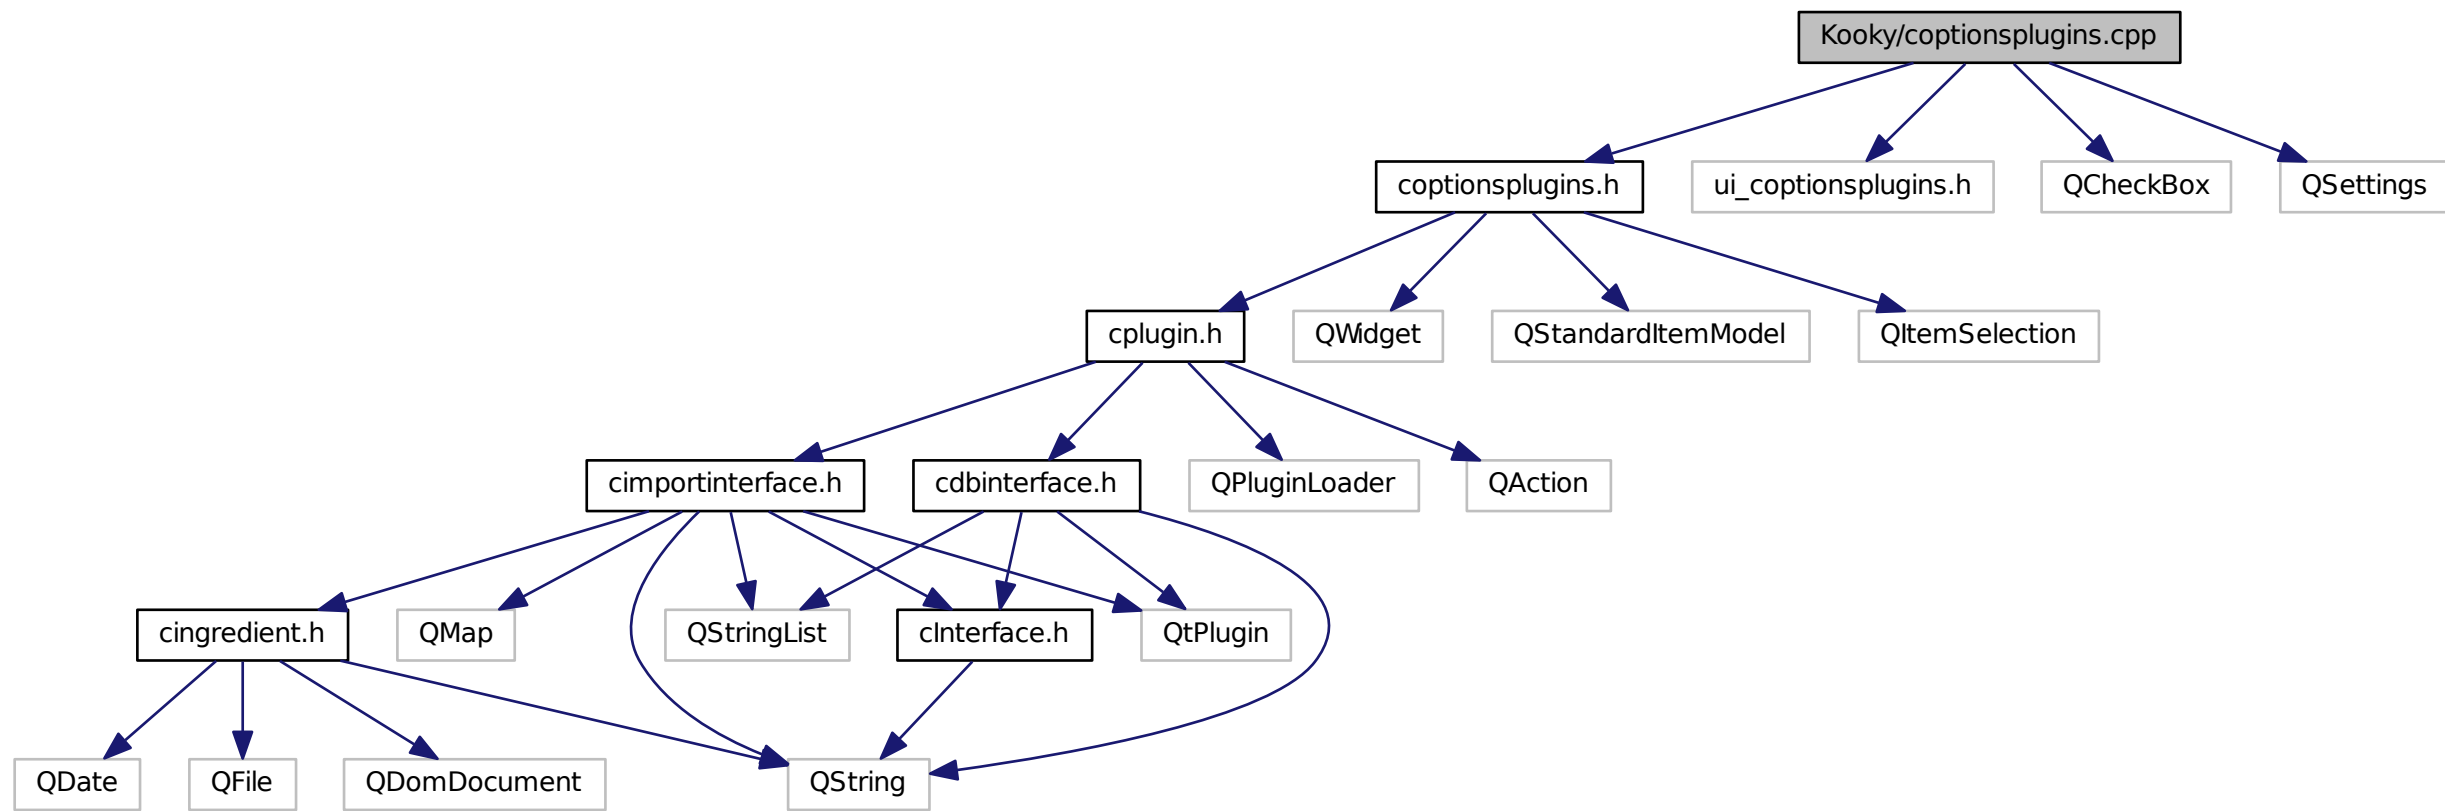 Kooky/coptionsplugins.cpp
coptionsplugins.h
ui_coptionsplugins.h
QCheckBox
QSettings
cplugin.h
QWidget
QStandardItemModel
QItemSelection
cimportinterface.h
cdbinterface.h
QPluginLoader
QAction
cingredient.h
QMap
QStringList
cInterface.h
QtPlugin
QDate
QFile
QDomDocument
QString